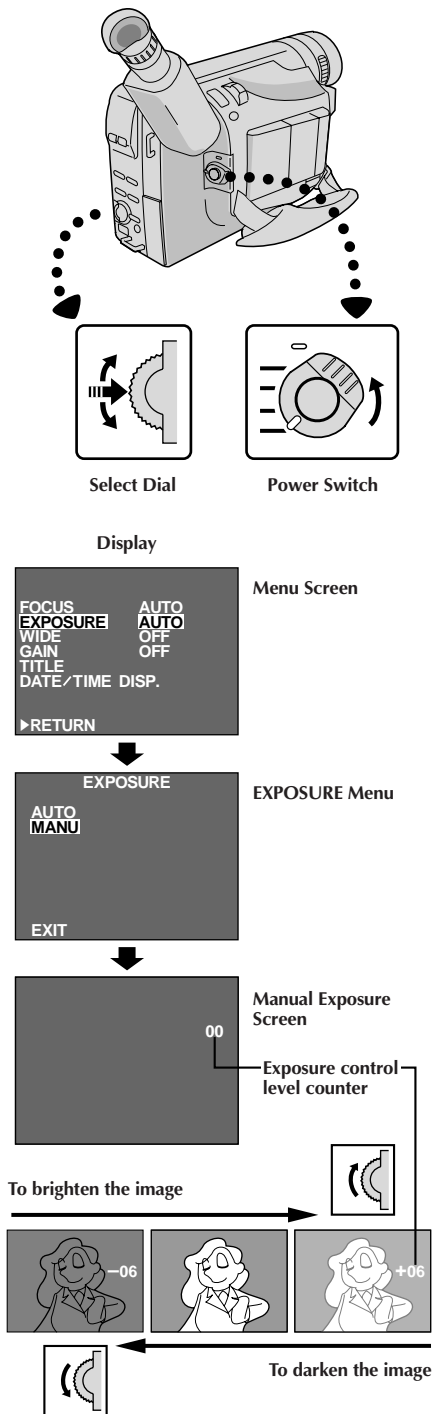 Select Dial
Power Switch
Display
Menu Screen
FOCUS AUTO
EXPOSURE AUTO
WIDE OFF
GAIN OFF
TITLE
DATE/TIME DISP.
▶RETURN
EXPOSURE Menu
EXPOSURE
AUTO
MANU
EXIT
Manual Exposure
Screen
00
Exposure control
level counter
To brighten the image
–06
+06
To darken the image